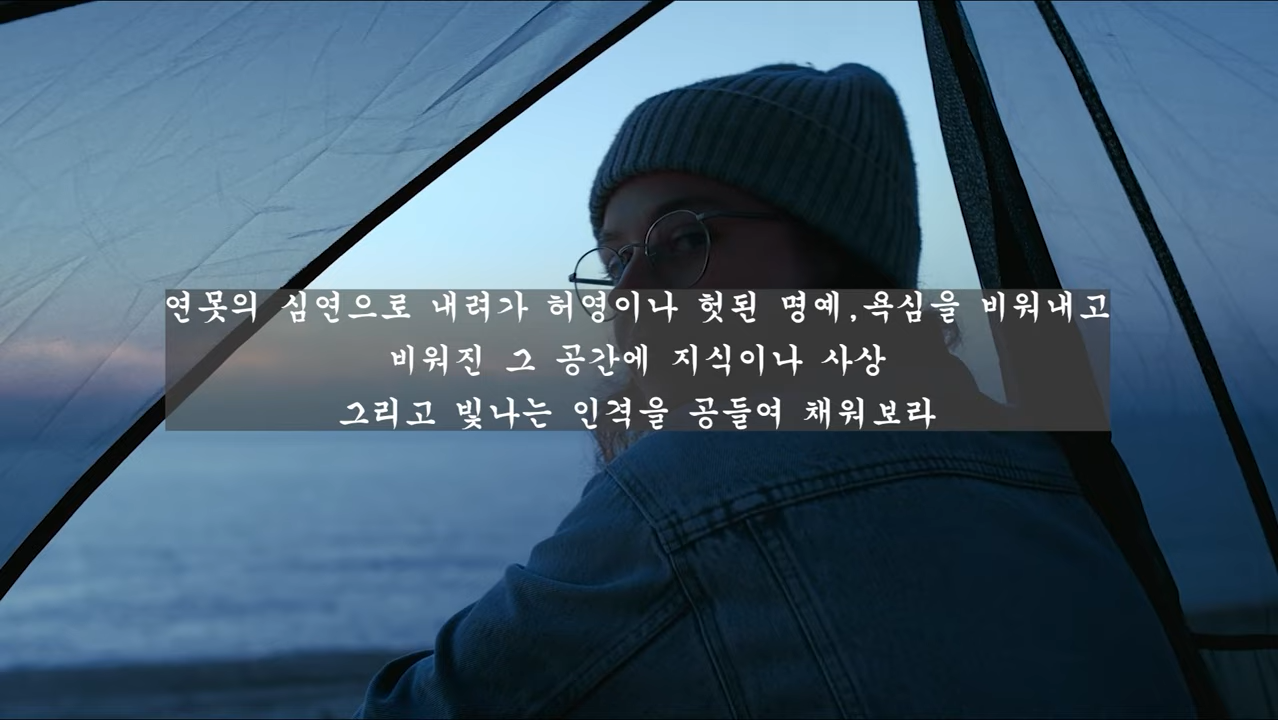 연못의 심연으로 내려가 허영이나 헛된 명예,욕심을 비워내고
비워진 그 공간에 지식이나 사상
그리고 빛나는 인격을 공들여 채워보라